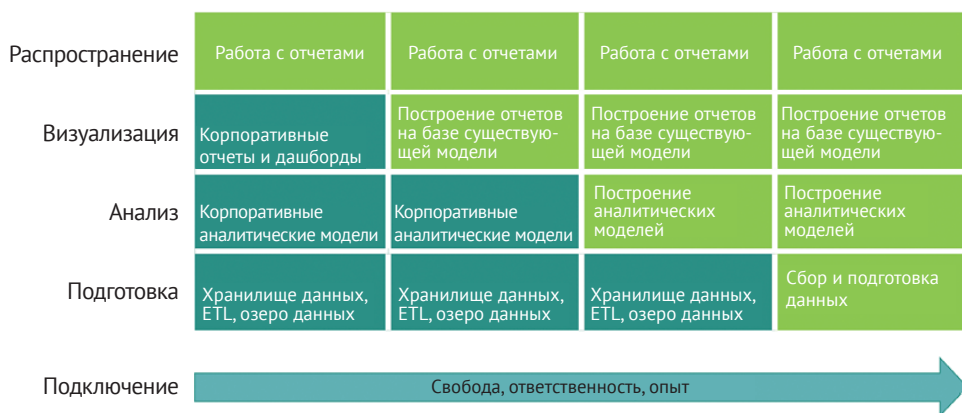 Распространение
Работа с отчетами
Работа с отчетами
Работа с отчетами
Работа с отчетами
Визуализация
Корпоративные
отчеты и дашборды
Построение отчетов
на базе существую-
щей модели
Построение отчетов
на базе существую-
щей модели
Построение отчетов
на базе существую-
щей модели
Анализ
Корпоративные
аналитические модели
Корпоративные
аналитические модели
Построение
аналитических
моделей
Построение
аналитических
моделей
Подготовка
Хранилище данных,
ETL, озеро данных
Хранилище данных,
ETL, озеро данных
Хранилище данных,
ETL, озеро данных
Сбор и подготовка
данных
Подключение
Свобода, ответственность, опыт